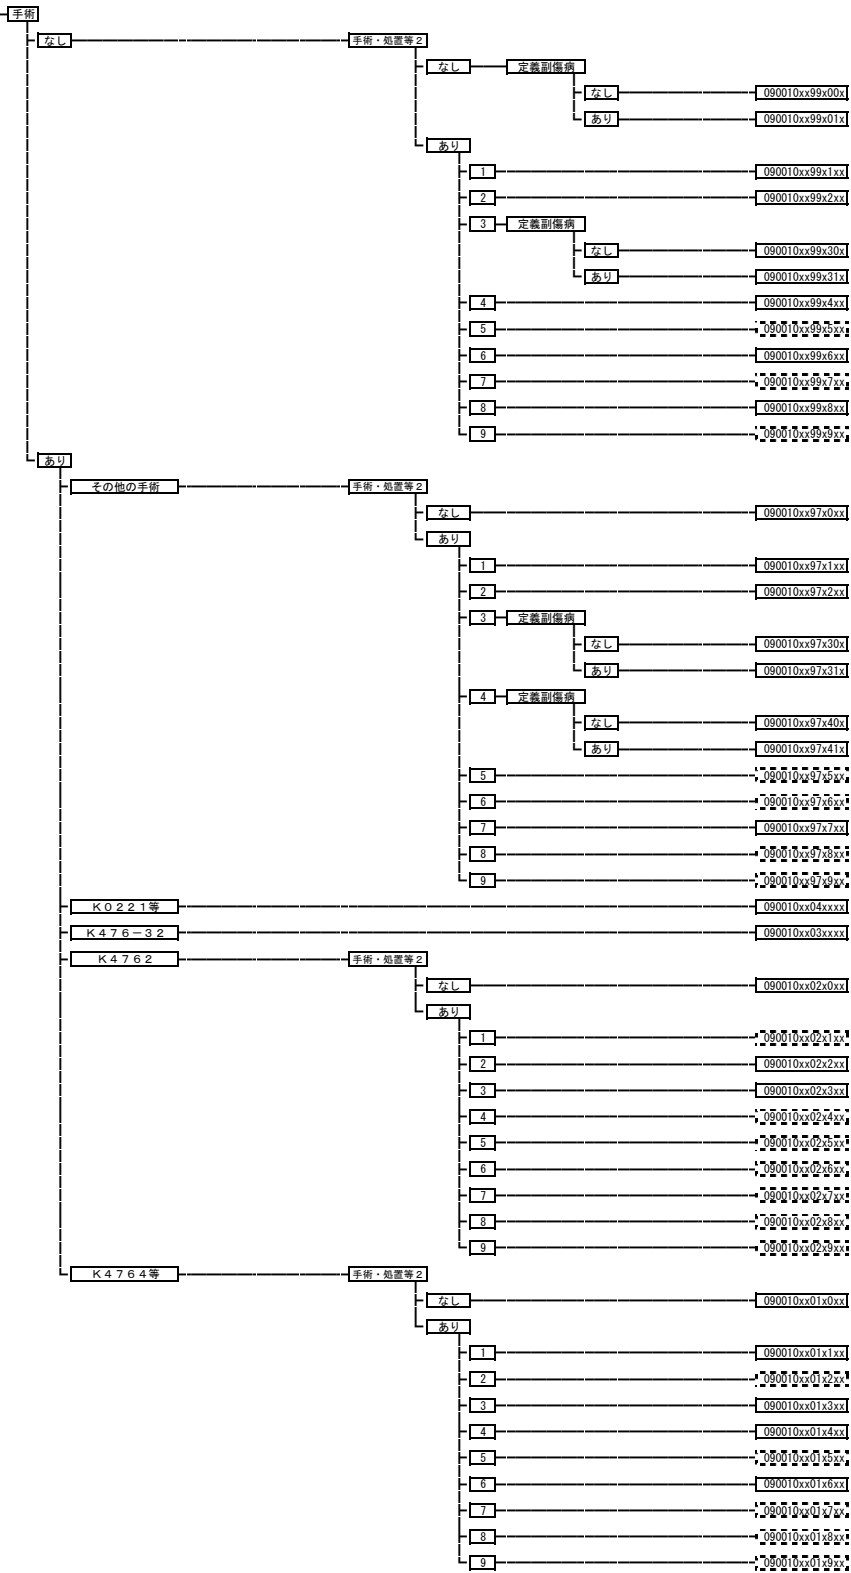 手術
なし 手術・処置等2
なし 定義副傷病
なし 090010xx99x00x
あり 090010xx99x01x
あり
1 090010xx99x1xx
2 090010xx99x2xx
3 定義副傷病
なし 090010xx99x30x
あり 090010xx99x31x
4 090010xx99x4xx
5 090010xx99x5xx
6 090010xx99x6xx
7 090010xx99x7xx
8 090010xx99x8xx
9 090010xx99x9xx
あり
その他の手術 手術・処置等2
なし 090010xx97x0xx
あり
1 090010xx97x1xx
2 090010xx97x2xx
3 定義副傷病
なし 090010xx97x30x
あり 090010xx97x31x
4 定義副傷病
なし 090010xx97x40x
あり 090010xx97x41x
5 090010xx97x5xx
6 090010xx97x6xx
7 090010xx97x7xx
8 090010xx97x8xx
9 090010xx97x9xx
K0221等 090010xx04xxxx
K476-32 090010xx03xxxx
K4762 手術・処置等2
なし 090010xx02x0xx
あり
1 090010xx02x1xx
2 090010xx02x2xx
3 090010xx02x3xx
4 090010xx02x4xx
5 090010xx02x5xx
6 090010xx02x6xx
7 090010xx02x7xx
8 090010xx02x8xx
9 090010xx02x9xx
K4764等 手術・処置等2
なし 090010xx01x0xx
あり
1 090010xx01x1xx
2 090010xx01x2xx
3 090010xx01x3xx
4 090010xx01x4xx
5 090010xx01x5xx
6 090010xx01x6xx
7 090010xx01x7xx
8 090010xx01x8xx
9 090010xx01x9xx